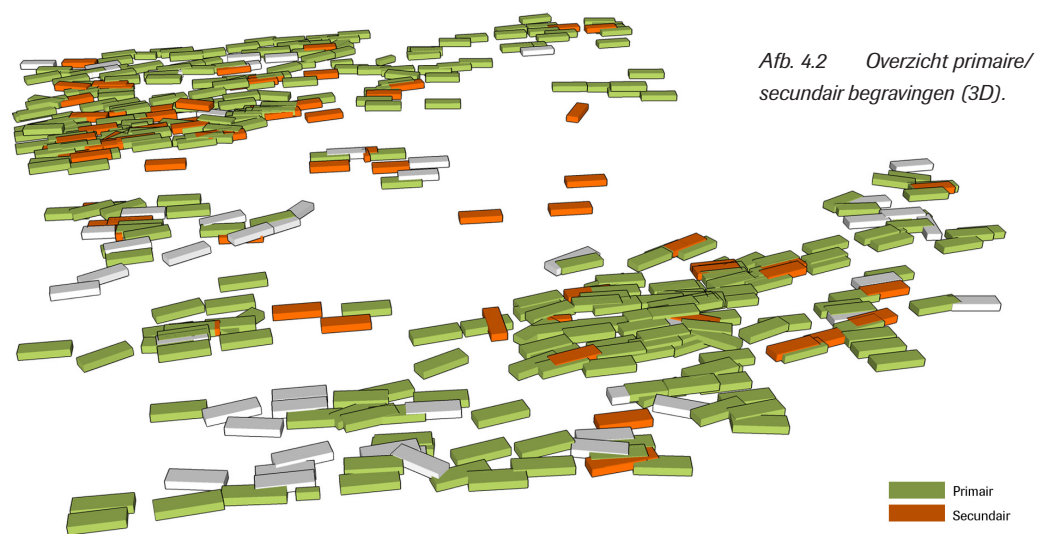 Afb. 4.2 Overzicht primaire/
secundair begravingen (3D).
Primair
Secundair